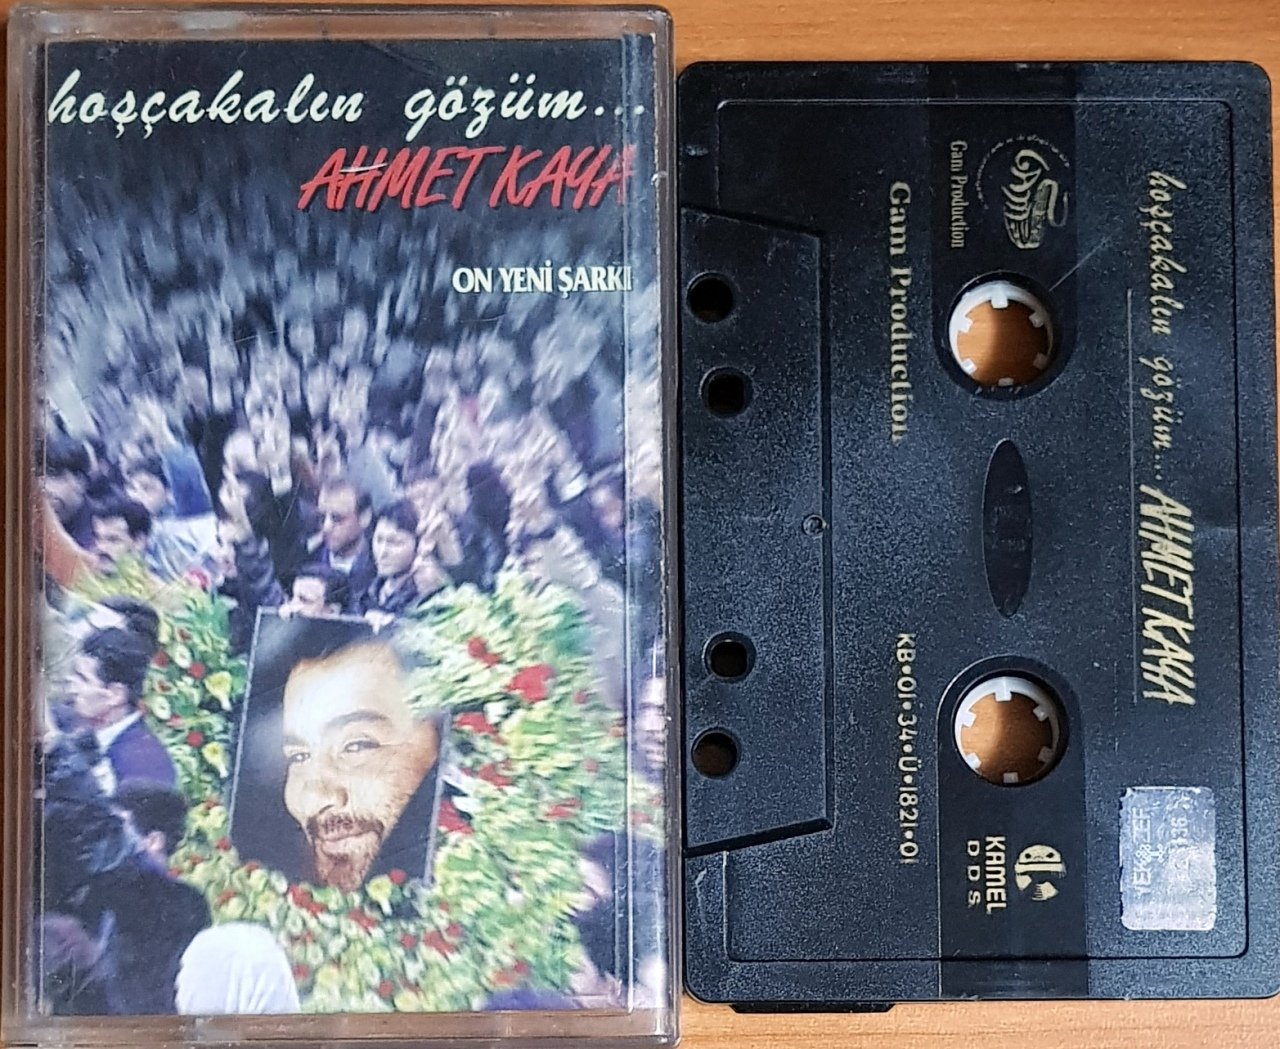 hoşçakalın gözüm...
AHMET KAYA
ON YENİ ŞARKI
hoşçakalın gözüm... AHMET KAYA
GAM
Gam Production
Gam Production
KB•01•34•Ü•1821•01
KAMEL
D.D.S.